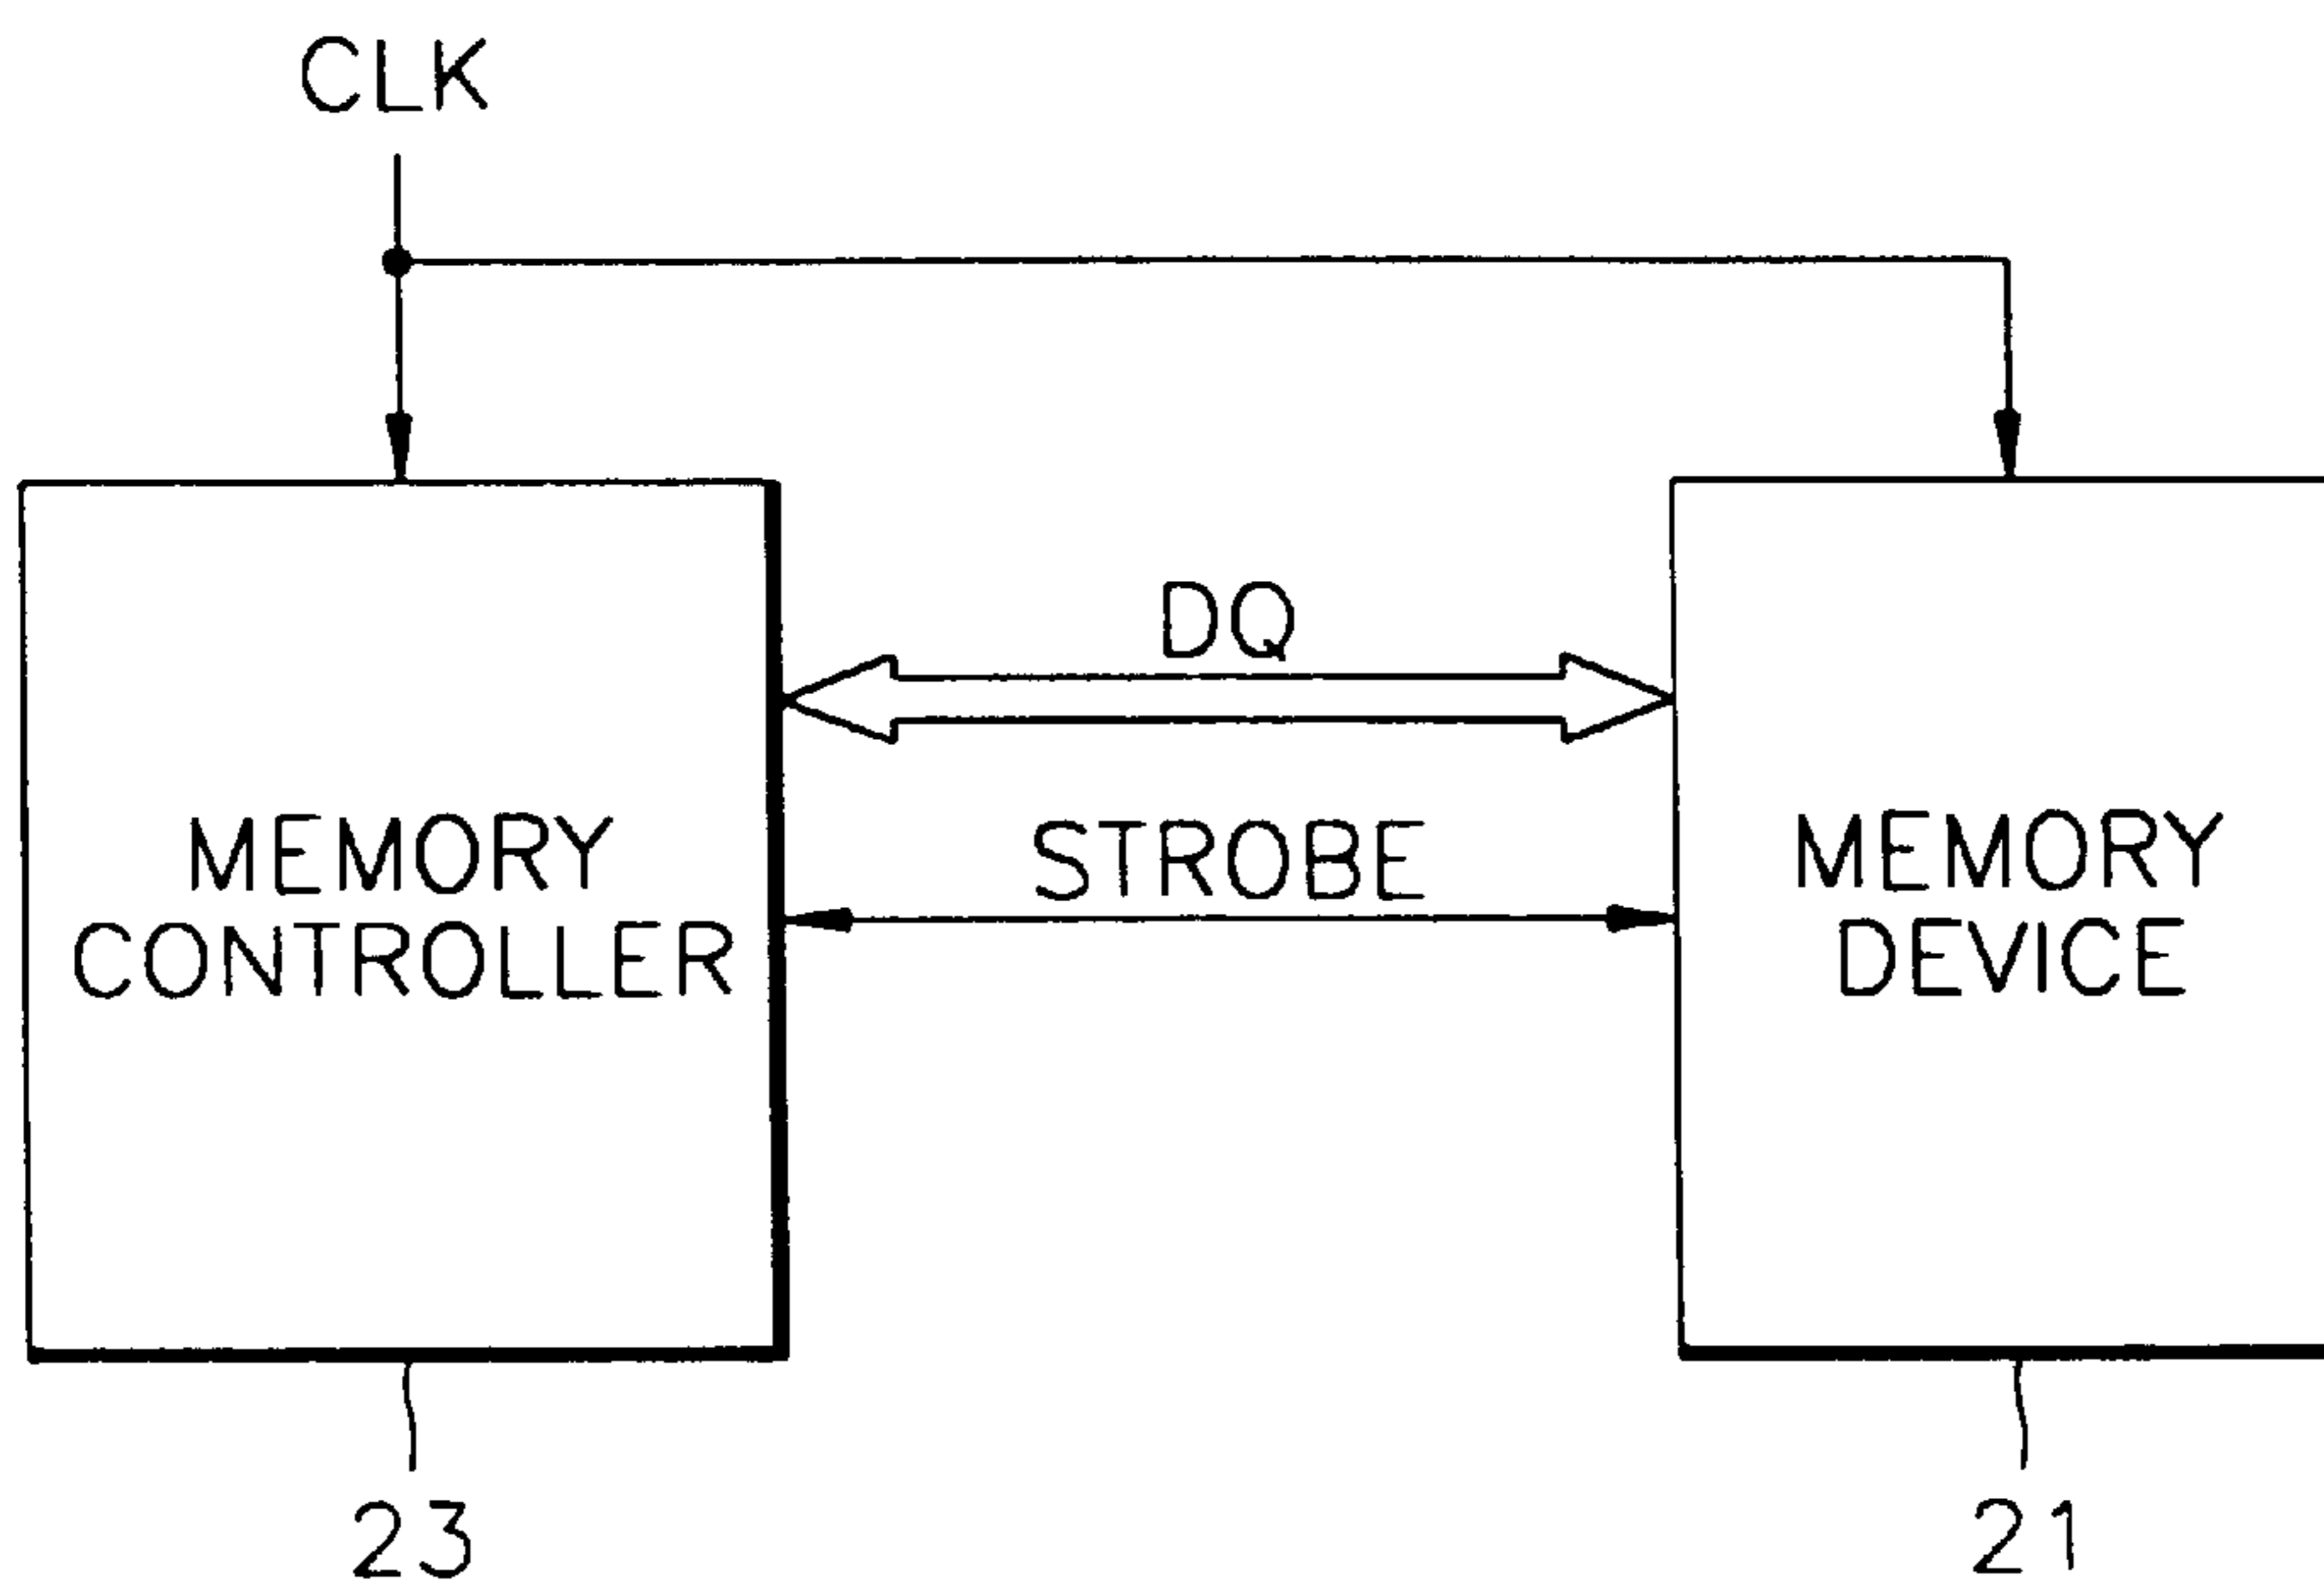 CLK
DQ
STROBE
MEMORY
CONTROLLER
MEMORY
DEVICE
23
21